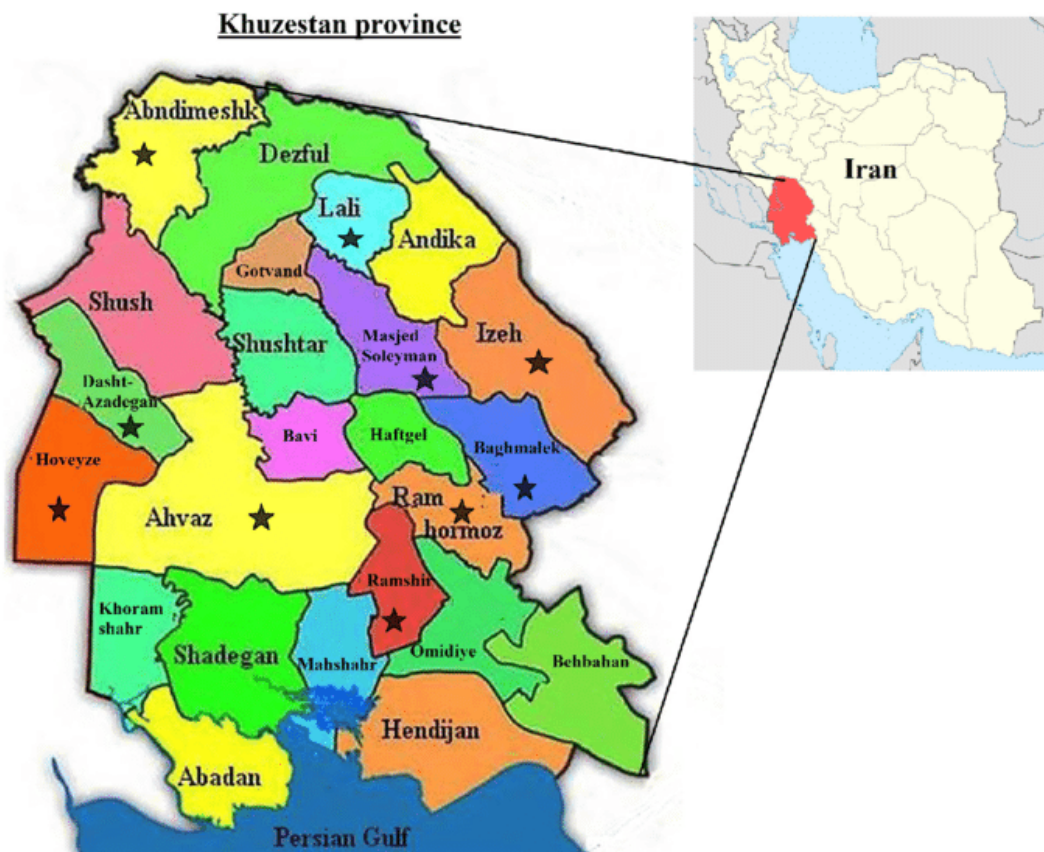 Khuzestan province
Abndimeshk
Dezful
Iran
Lali
Andika
Gotvand
Shush
Shushtar
Masjed
Soleyman
Izeh
Dasht-
Azadegan
Bavi
Haftgel
Baghmalek
Hoveyze
Ram
hormoz
Ahvaz
Ramshir
Khoram
shahr
Shadegan
Mahshahr
Omidiye
Behbahan
Hendijan
Abadan
Persian Gulf